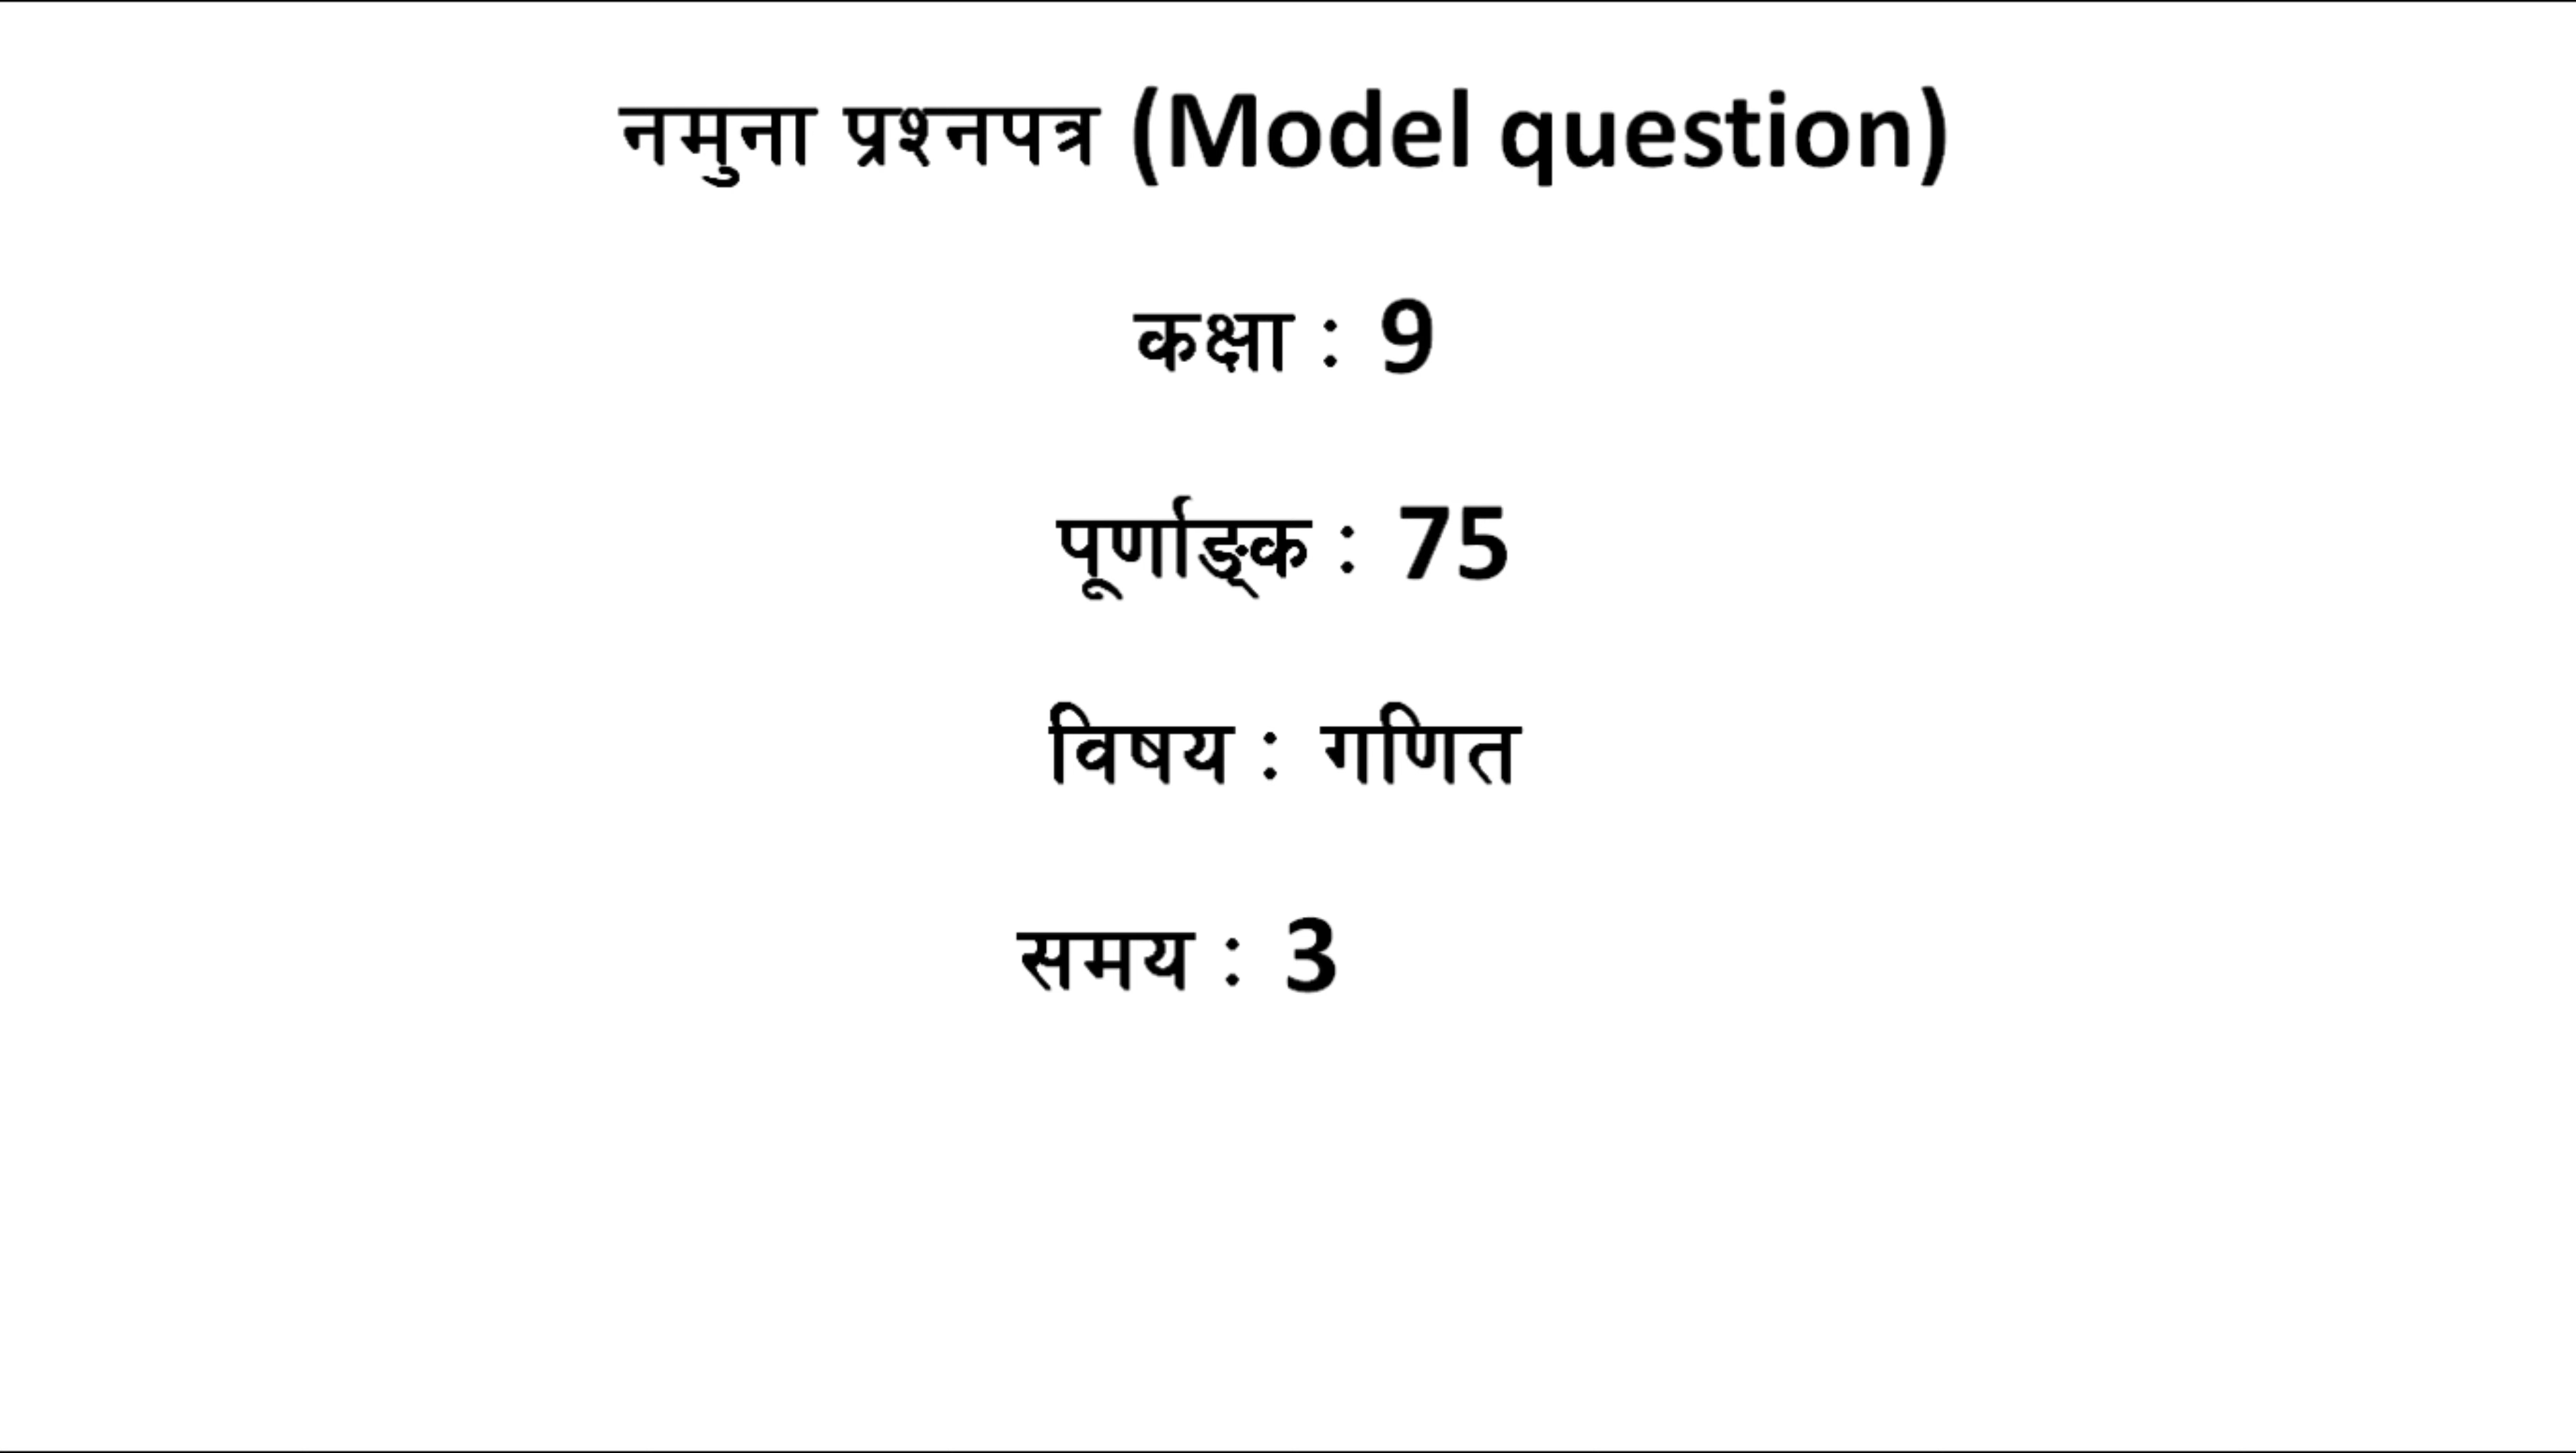 नमुना प्रश्नपत्र (Model question)
कक्षा : 9
पूर्णाङ्क : 75
विषय : गणित
समय : 3